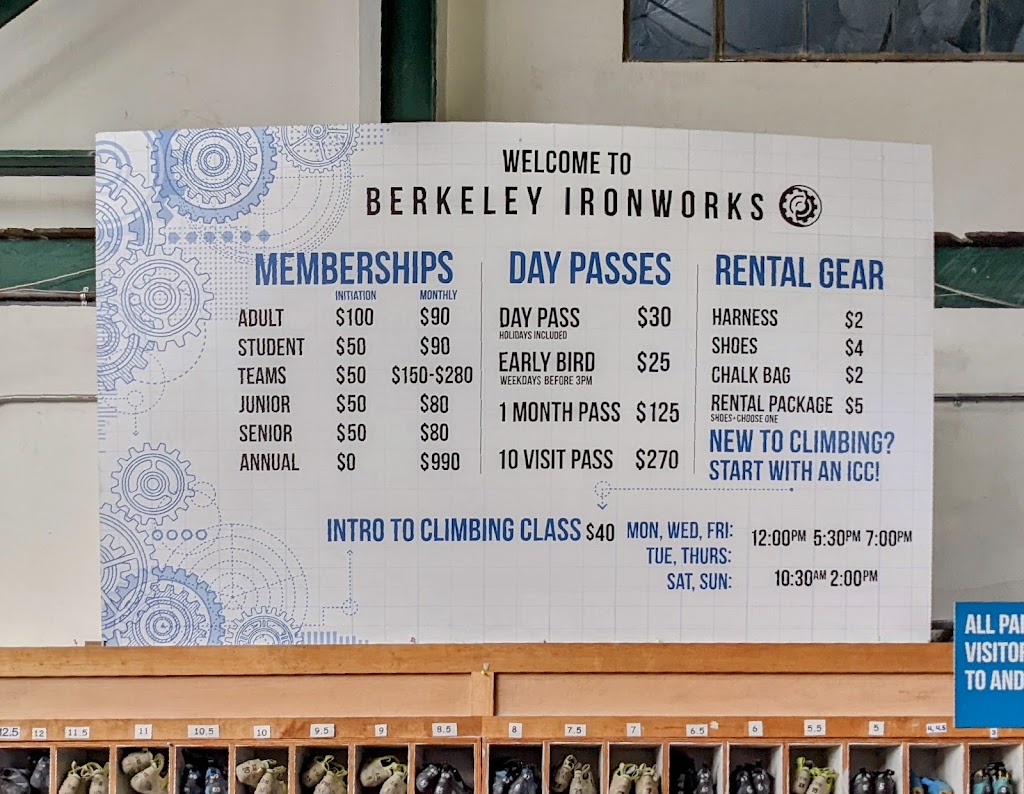 WELCOME TO
BERKELEY IRONWORKS
MEMBERSHIPS
INITIATION MONTHLY
ADULT $100 $90
STUDENT $50 $90
TEAMS $50 $150-$280
JUNIOR $50 $80
SENIOR $50 $80
ANNUAL $0 $990
DAY PASSES
DAY PASS $30
HOLIDAYS INCLUDED
EARLY BIRD $25
WEEKDAYS BEFORE 3PM
1 MONTH PASS $125
10 VISIT PASS $270
RENTAL GEAR
HARNESS $2
SHOES $4
CHALK BAG $2
RENTAL PACKAGE $5
SHOES+CHOOSE ONE
NEW TO CLIMBING?
START WITH AN ICC!
INTRO TO CLIMBING CLASS $40
MON, WED, FRI: 12:00PM 5:30PM 7:00PM
TUE, THURS:
SAT, SUN: 10:30AM 2:00PM
ALL PA
VISITO
TO AND
12.5 12 11.5 11 10.5 10 9.5 9 8.5 8 7.5 7 6.5 6 5.5 5 4, 4.5 3